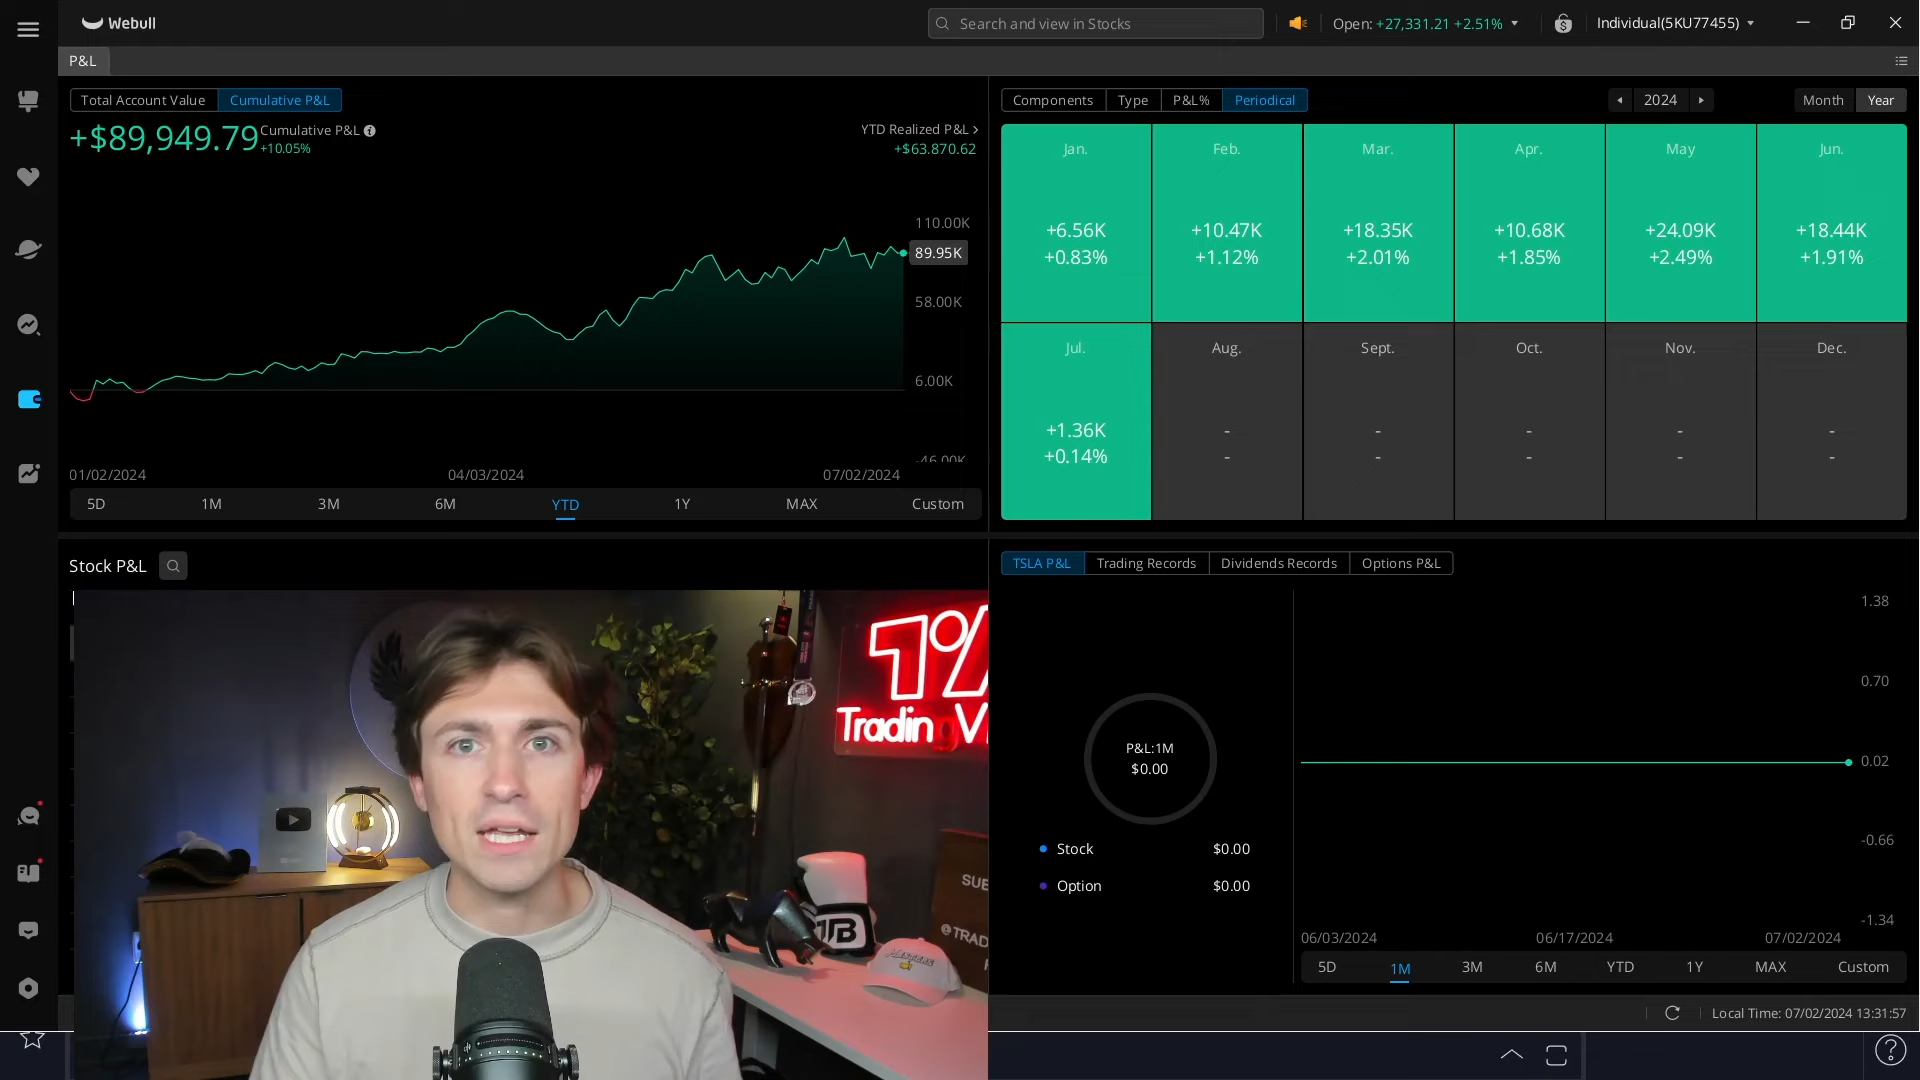 Webull
Search and view in Stocks
Open: +27,331.21 +2.51%
Individual(5KU77455)
P&L
Total Account Value
Cumulative P&L
+$89,949.79
Cumulative P&L
+10.05%
YTD Realized P&L
+$63.870.62
110.00K
89.95K
58.00K
6.00K
-46.00K
01/02/2024
04/03/2024
07/02/2024
5D
1M
3M
6M
YTD
1Y
MAX
Custom
Components
Type
P&L%
Periodical
2024
Month
Year
Jan.
Feb.
Mar.
Apr.
May
Jun.
+6.56K
+10.47K
+18.35K
+10.68K
+24.09K
+18.44K
+0.83%
+1.12%
+2.01%
+1.85%
+2.49%
+1.91%
Jul.
Aug.
Sept.
Oct.
Nov.
Dec.
+1.36K
-
-
-
-
-
+0.14%
-
-
-
-
-
Stock P&L
1%
TradingV
SUB
@TRAD
MASTERS
TB
TSLA P&L
Trading Records
Dividends Records
Options P&L
P&L:1M
$0.00
Stock
$0.00
Option
$0.00
1.38
0.70
0.02
-0.66
-1.34
06/03/2024
06/17/2024
07/02/2024
5D
1M
3M
6M
YTD
1Y
MAX
Custom
Local Time: 07/02/2024 13:31:57